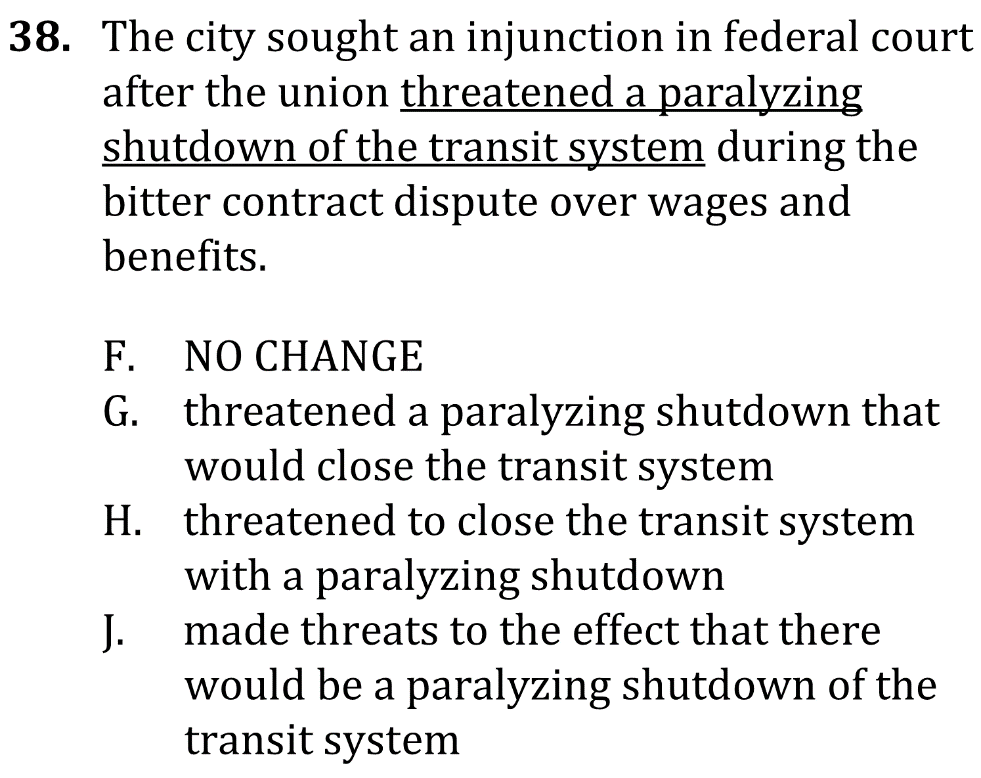 38. The city sought an injunction in federal court
after the union threatened a paralyzing
shutdown of the transit system during the
bitter contract dispute over wages and
benefits.
F. NO CHANGE
G. threatened a paralyzing shutdown that
would close the transit system
H. threatened to close the transit system
with a paralyzing shutdown
J. made threats to the effect that there
would be a paralyzing shutdown of the
transit system